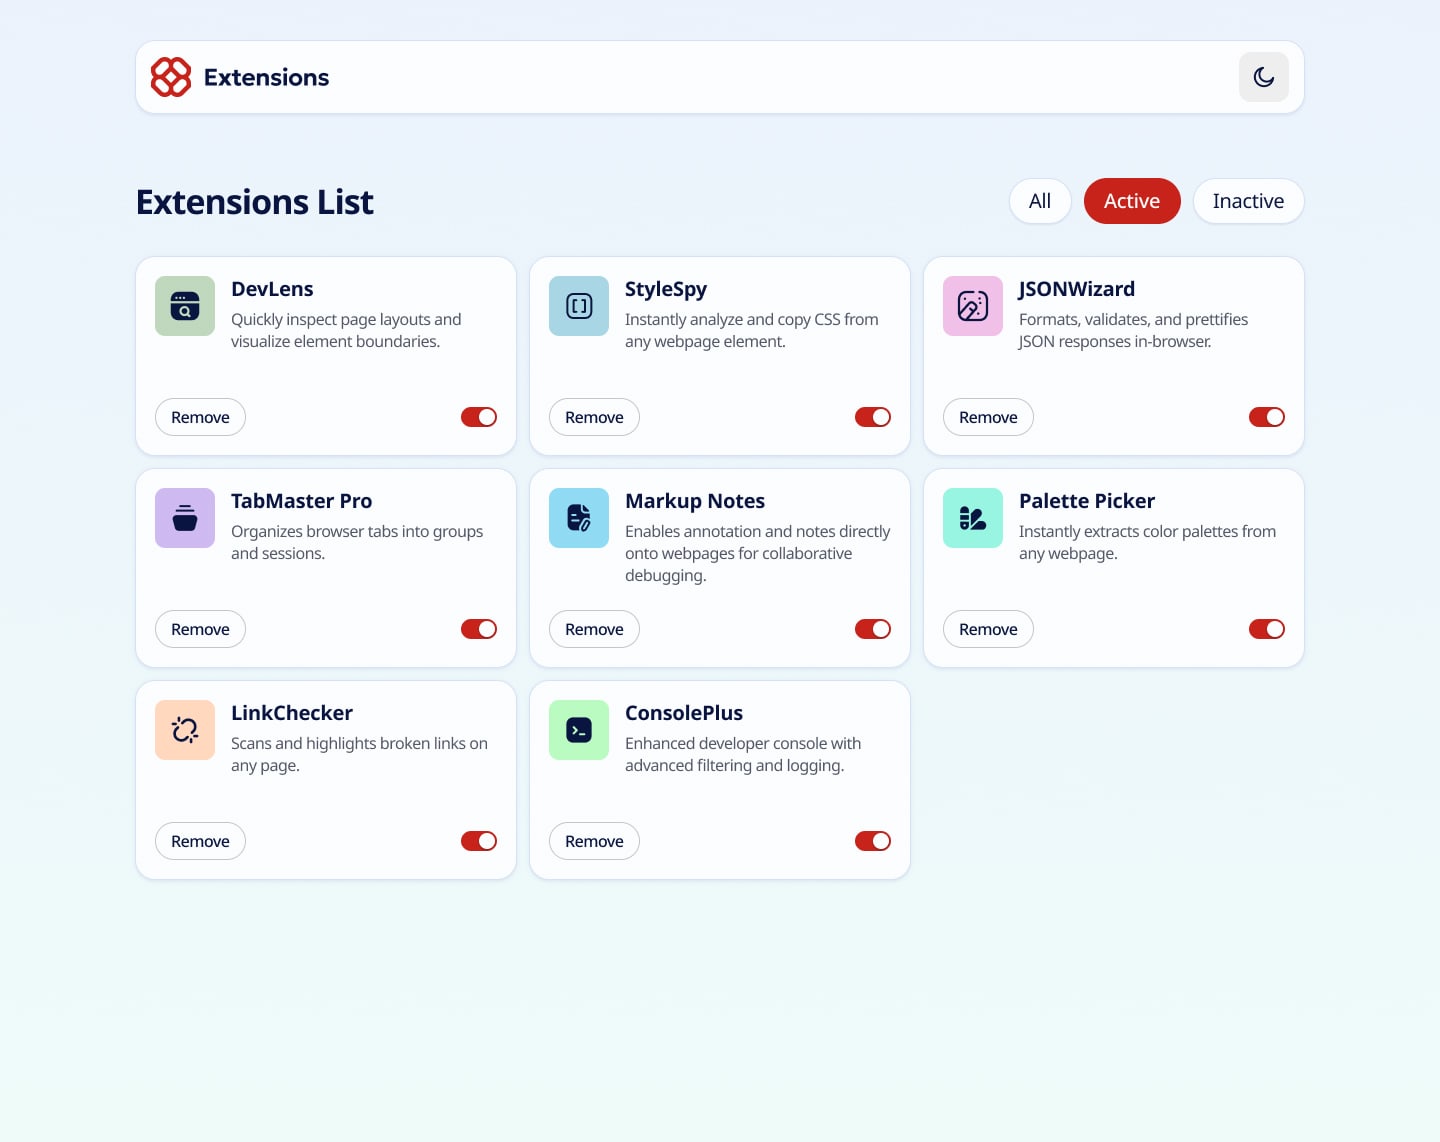 Extensions
Extensions List
All
Active
Inactive
DevLens
Quickly inspect page layouts and
visualize element boundaries.
Remove
StyleSpy
Instantly analyze and copy CSS from
any webpage element.
Remove
JSONWizard
Formats, validates, and prettifies
JSON responses in-browser.
Remove
TabMaster Pro
Organizes browser tabs into groups
and sessions.
Remove
Markup Notes
Enables annotation and notes directly
onto webpages for collaborative
debugging.
Remove
Palette Picker
Instantly extracts color palettes from
any webpage.
Remove
LinkChecker
Scans and highlights broken links on
any page.
Remove
ConsolePlus
Enhanced developer console with
advanced filtering and logging.
Remove